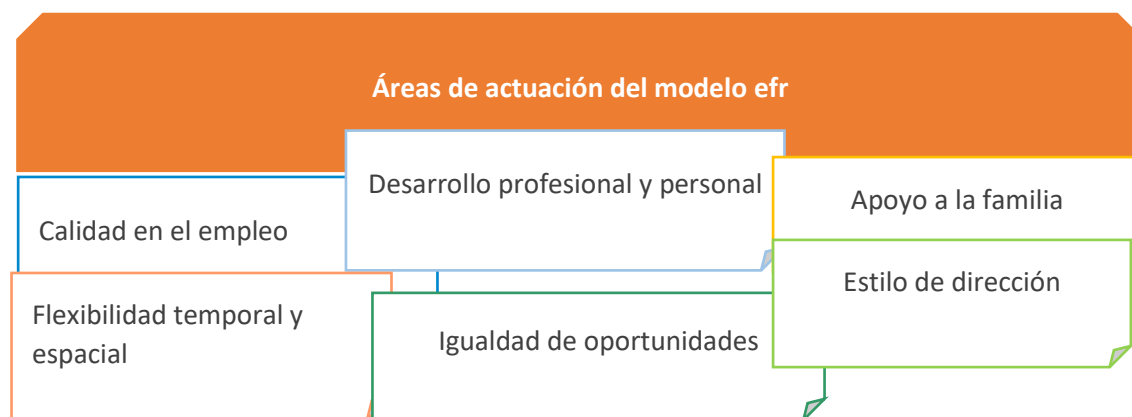 Áreas de actuación del modelo efr
Desarrollo profesional y personal
Apoyo a la familia
Calidad en el empleo
Estilo de dirección
Flexibilidad temporal y
espacial
Igualdad de oportunidades